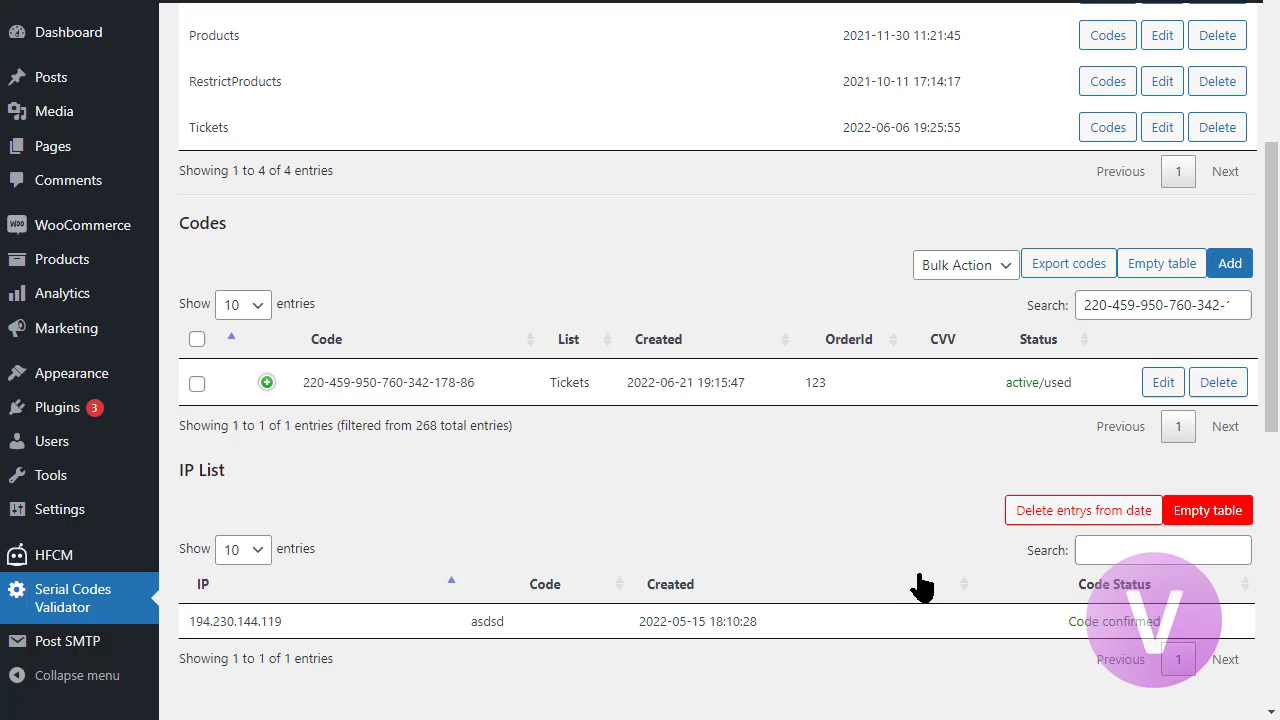 Dashboard
Posts
Media
Pages
Comments
WooCommerce
Products
Analytics
Marketing
Appearance
Plugins 3
Users
Tools
Settings
HFCM
Serial Codes
Validator
Post SMTP
Collapse menu
Products 2021-11-30 11:21:45 Codes Edit Delete
RestrictProducts 2021-10-11 17:14:17 Codes Edit Delete
Tickets 2022-06-06 19:25:55 Codes Edit Delete
Showing 1 to 4 of 4 entries Previous 1 Next
Codes
Bulk Action Export codes Empty table Add
Show 10 entries Search: 220-459-950-760-342-
Code List Created OrderId CVV Status
220-459-950-760-342-178-86 Tickets 2022-06-21 19:15:47 123 active/used Edit Delete
Showing 1 to 1 of 1 entries (filtered from 268 total entries) Previous 1 Next
IP List
Delete entrys from date Empty table
Show 10 entries Search:
IP Code Created Code Status
194.230.144.119 asdsd 2022-05-15 18:10:28 Code confirmed
Showing 1 to 1 of 1 entries Previous 1 Next
V